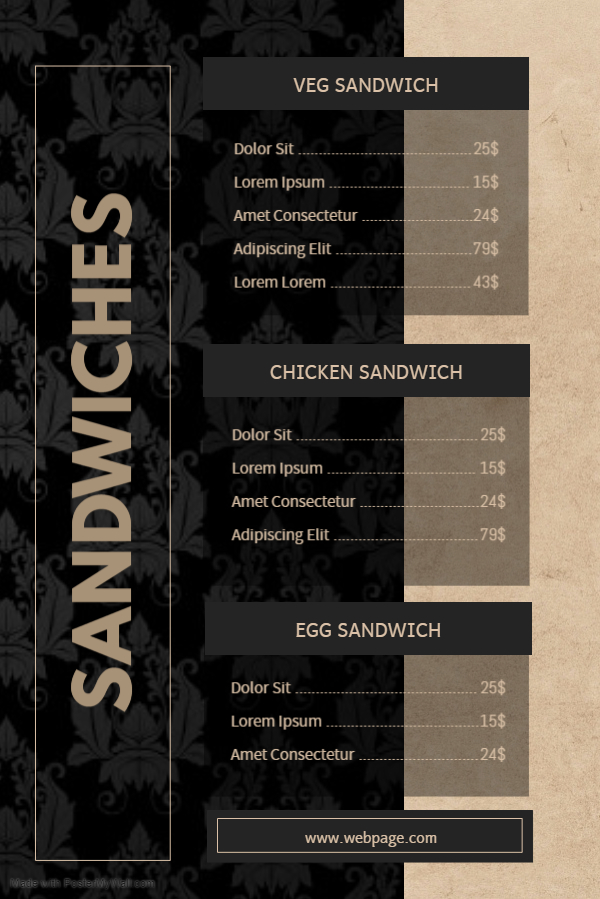 SANDWICHES
VEG SANDWICH
Dolor Sit 25$
Lorem Ipsum 15$
Amet Consectetur 24$
Adipiscing Elit 79$
Lorem Lorem 43$
CHICKEN SANDWICH
Dolor Sit 25$
Lorem Ipsum 15$
Amet Consectetur 24$
Adipiscing Elit 79$
EGG SANDWICH
Dolor Sit 25$
Lorem Ipsum 15$
Amet Consectetur 24$
www.webpage.com
Made with PosterMyWall.com